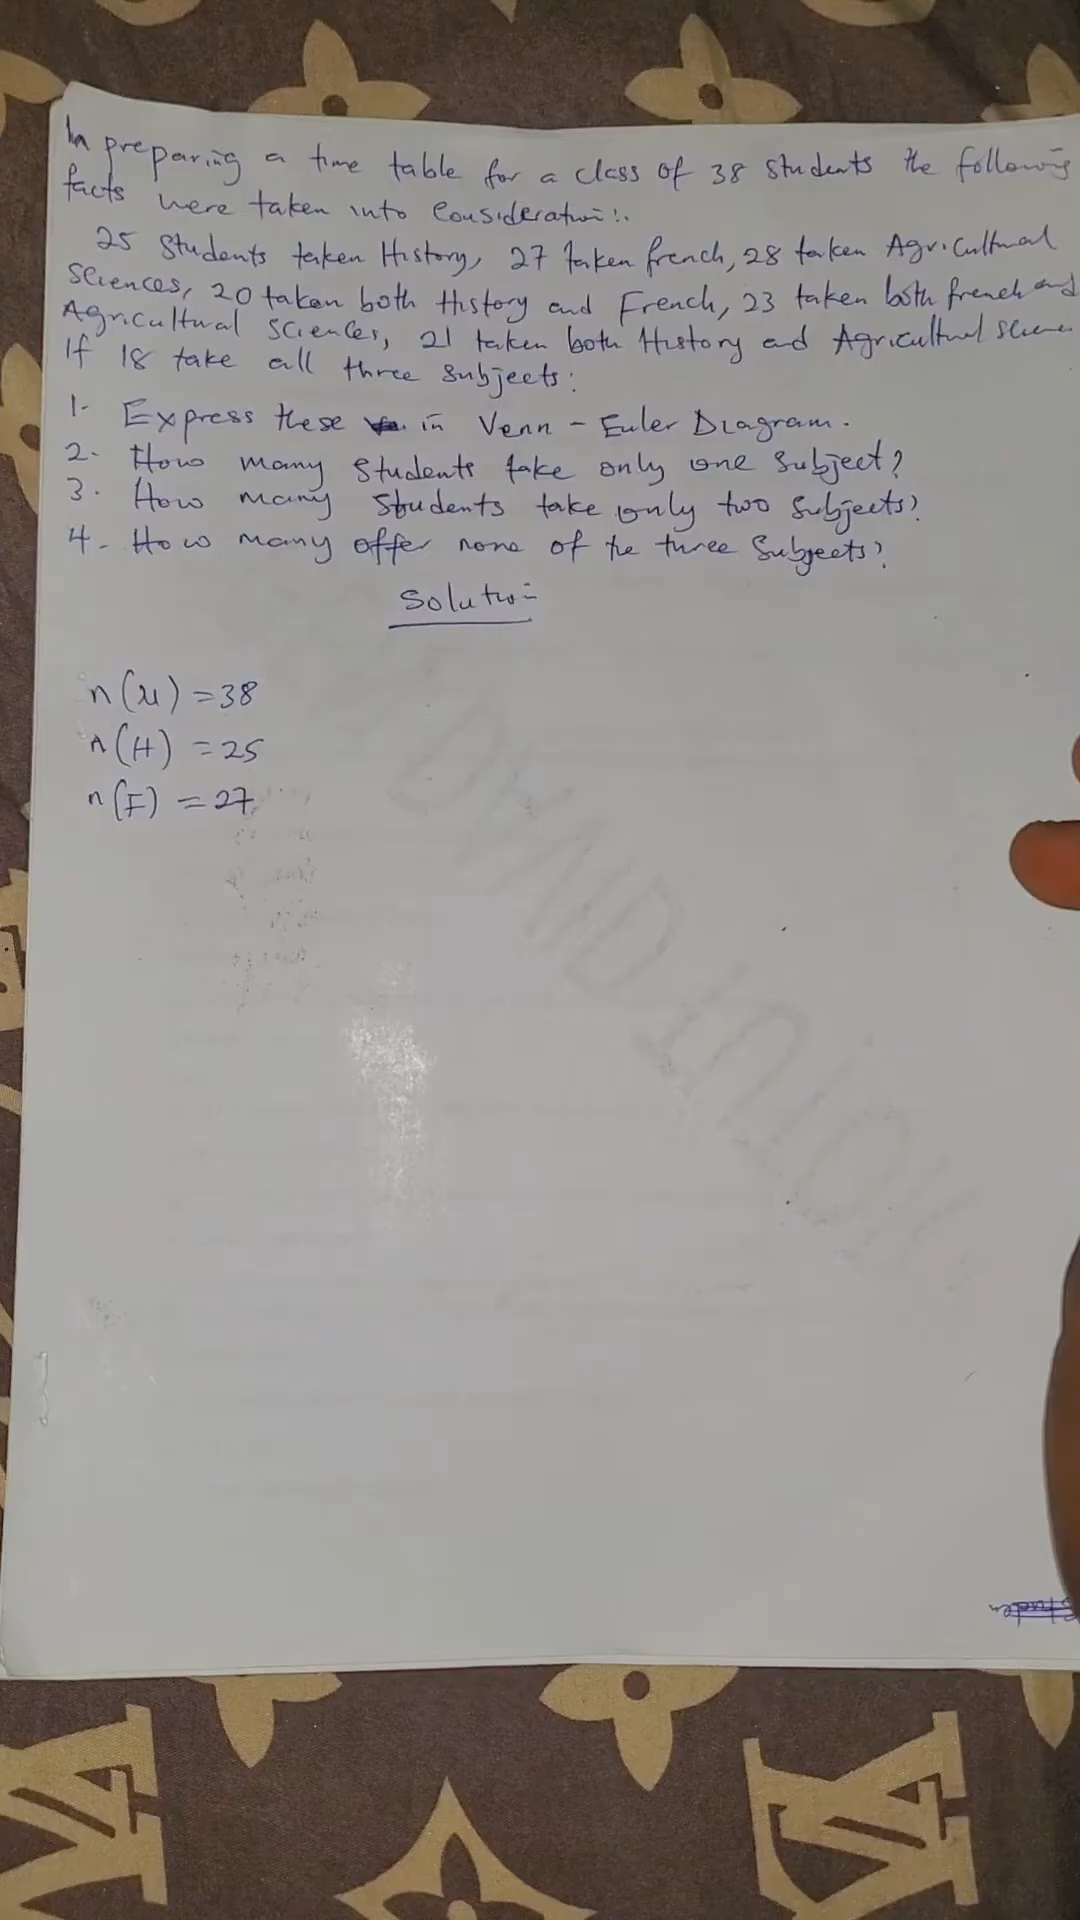 In preparing a time table for a class of 38 students the following
facts were taken into Consideration:.
25 students taken History, 27 taken french, 28 taken Agricultural
Sciences, 20 taken both History and French, 23 taken both french and
Agricultural Sciences, 21 taken both History and Agricultural
If 18 take all three subjects:
1- Express these in Venn - Euler Diagram.
2. How many students take only one subject?
3. How many students take only two subjects?
4- How many offer none of the three subjects?
Solution
n(μ) = 38
n(H) = 25
n(F) = 27